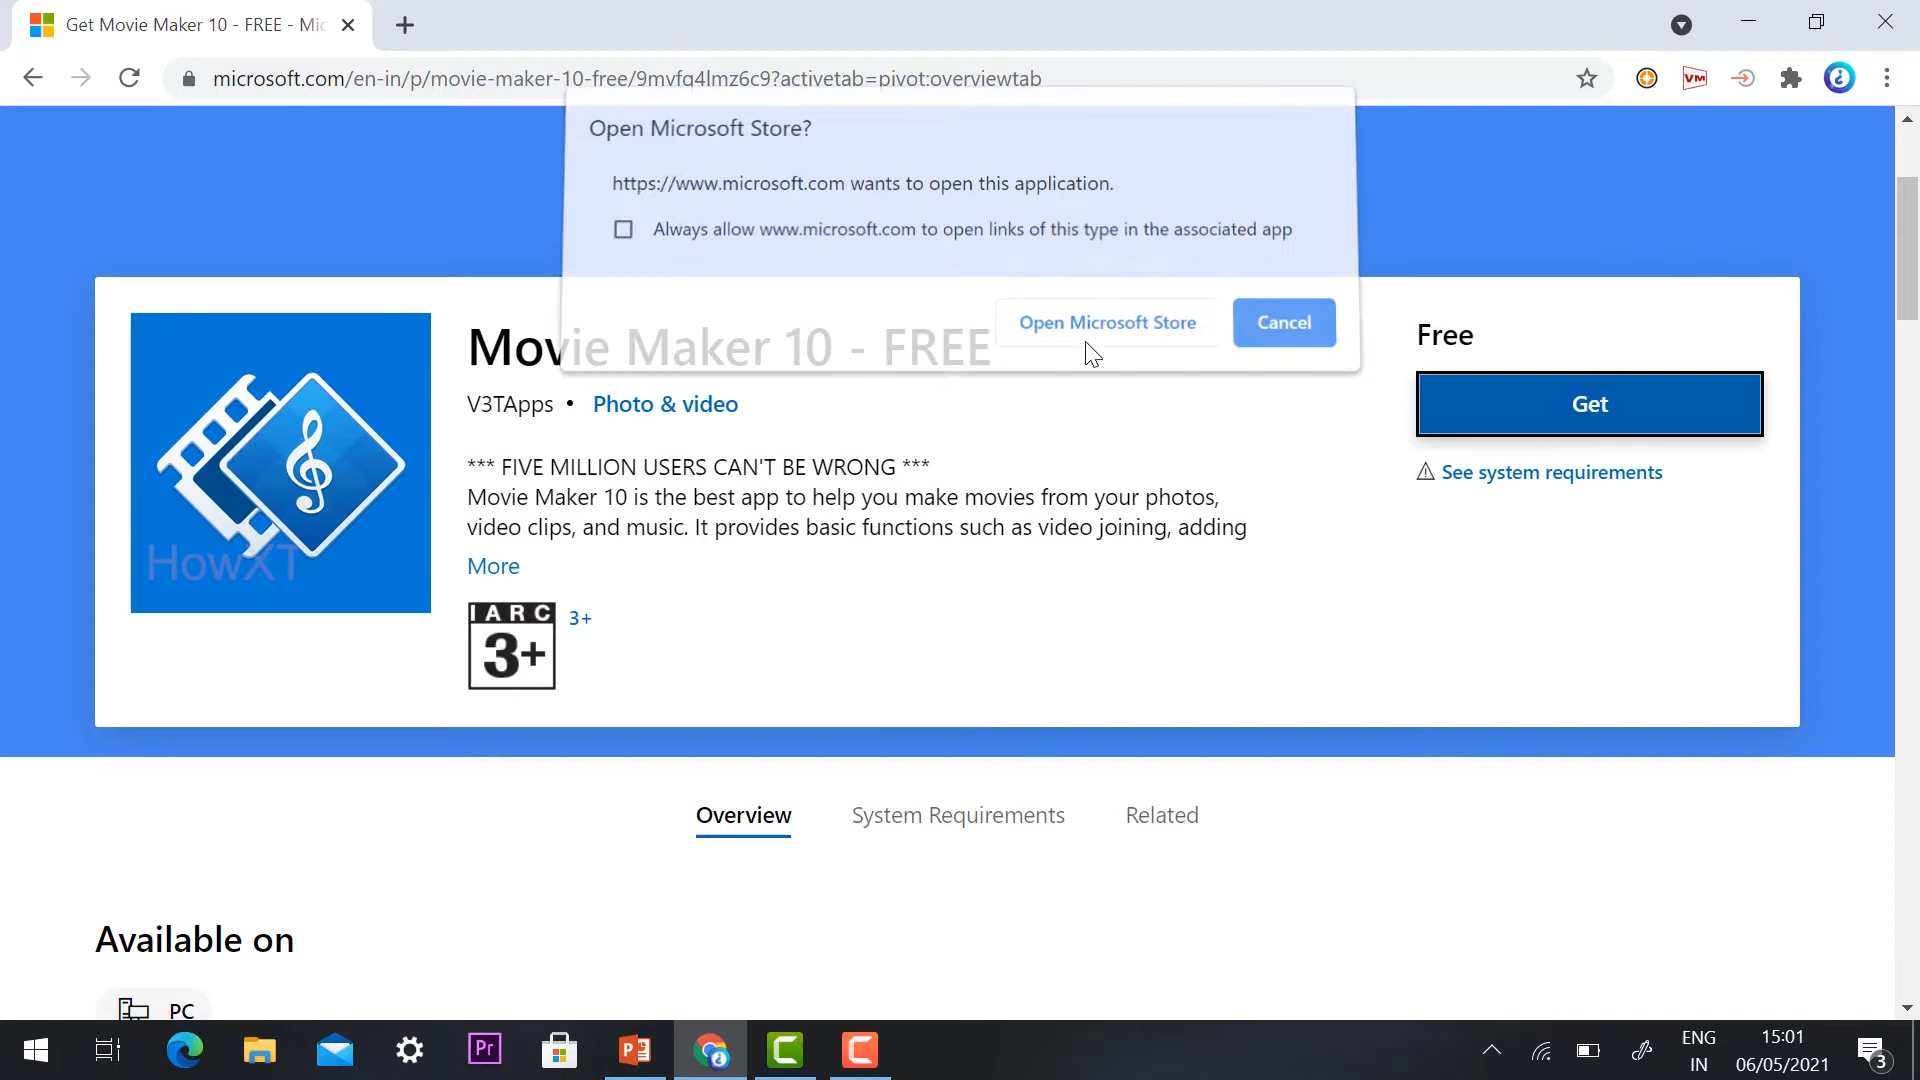 Get Movie Maker 10 - FREE - Mic
microsoft.com/en-in/p/movie-maker-10-free/9mvfq4lmz6c9?activetab=pivot:overviewtab
VM
Open Microsoft Store?
https://www.microsoft.com wants to open this application.
Always allow www.microsoft.com to open links of this type in the associated app
Open Microsoft Store
Cancel
Movie Maker 10 - FREE
V3TApps • Photo & video
*** FIVE MILLION USERS CAN'T BE WRONG ***
Movie Maker 10 is the best app to help you make movies from your photos,
video clips, and music. It provides basic functions such as video joining, adding
More
IARC
3+
3+
HowXT
Free
Get
See system requirements
Overview
System Requirements
Related
Available on
PC
Pr
ENG
IN
15:01
06/05/2021
3